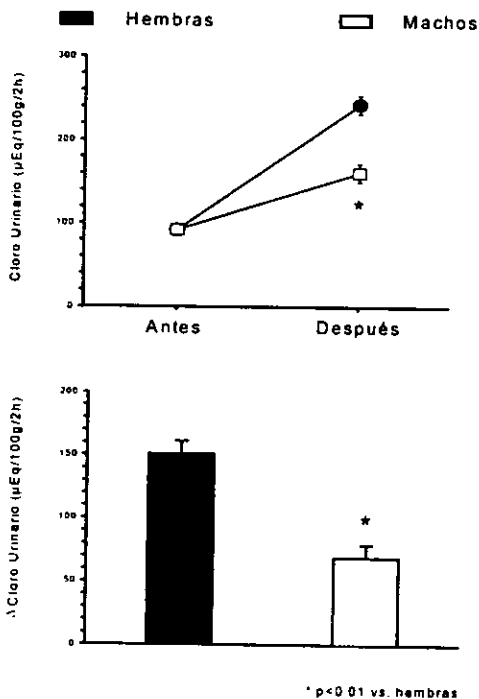 Hembras
Machos
Cloro Urinario (µEq/100g/2h)
300
200
100
0
Antes
Después
*
Δ Cloro Urinario (µEq/100g/2h)
200
150
100
50
0
*
* p<0.01 vs. hembras